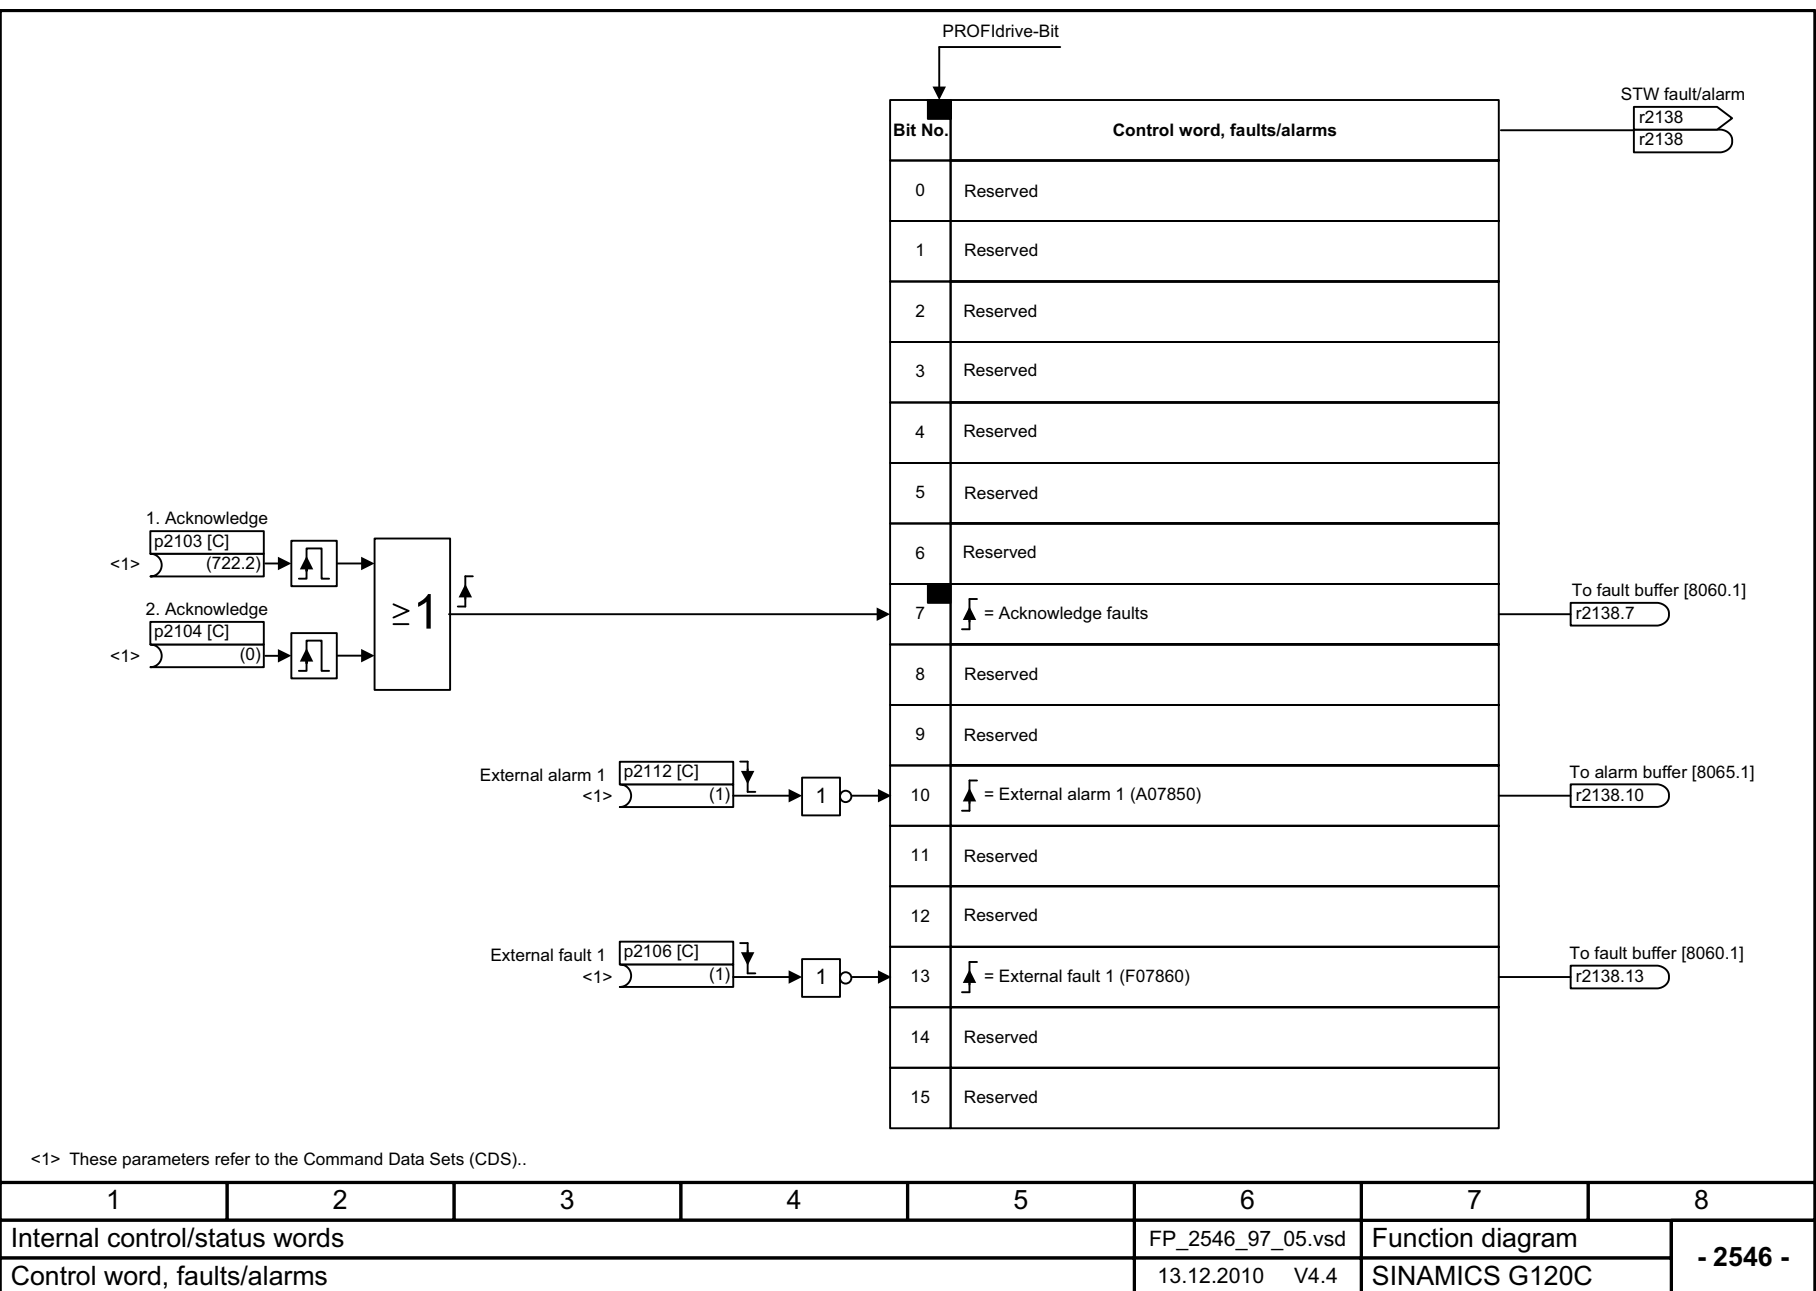 PROFIdrive-Bit
STW fault/alarm
r2138
r2138
Bit No. Control word, faults/alarms
0 Reserved
1 Reserved
2 Reserved
3 Reserved
4 Reserved
5 Reserved
6 Reserved
1. Acknowledge
p2103 [C]
<1> (722.2)
2. Acknowledge
p2104 [C]
<1> (0)
≥1
7 = Acknowledge faults
To fault buffer [8060.1]
r2138.7
8 Reserved
9 Reserved
External alarm 1 p2112 [C]
<1> (1)
1
10 = External alarm 1 (A07850)
To alarm buffer [8065.1]
r2138.10
11 Reserved
12 Reserved
External fault 1 p2106 [C]
<1> (1)
1
13 = External fault 1 (F07860)
To fault buffer [8060.1]
r2138.13
14 Reserved
15 Reserved
<1> These parameters refer to the Command Data Sets (CDS)..
1 2 3 4 5 6 7 8
Internal control/status words FP_2546_97_05.vsd Function diagram
- 2546 -
Control word, faults/alarms 13.12.2010 V4.4 SINAMICS G120C